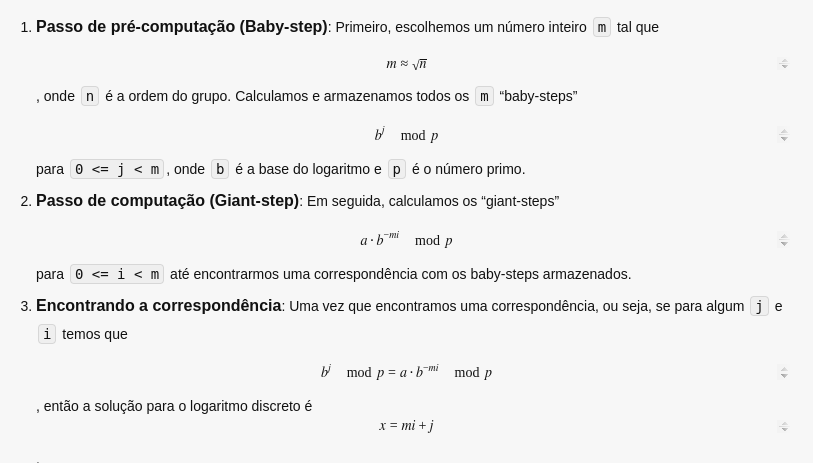 1. Passo de pré-computação (Baby-step): Primeiro, escolhemos um número inteiro m tal que
m ≈ √n
, onde n é a ordem do grupo. Calculamos e armazenamos todos os m “baby-steps”
b^j mod p
para 0 <= j < m, onde b é a base do logaritmo e p é o número primo.
2. Passo de computação (Giant-step): Em seguida, calculamos os “giant-steps”
a · b^−mi mod p
para 0 <= i < m até encontrarmos uma correspondência com os baby-steps armazenados.
3. Encontrando a correspondência: Uma vez que encontramos uma correspondência, ou seja, se para algum j e
i temos que
b^j mod p = a · b^−mi mod p
, então a solução para o logaritmo discreto é
x = mi + j